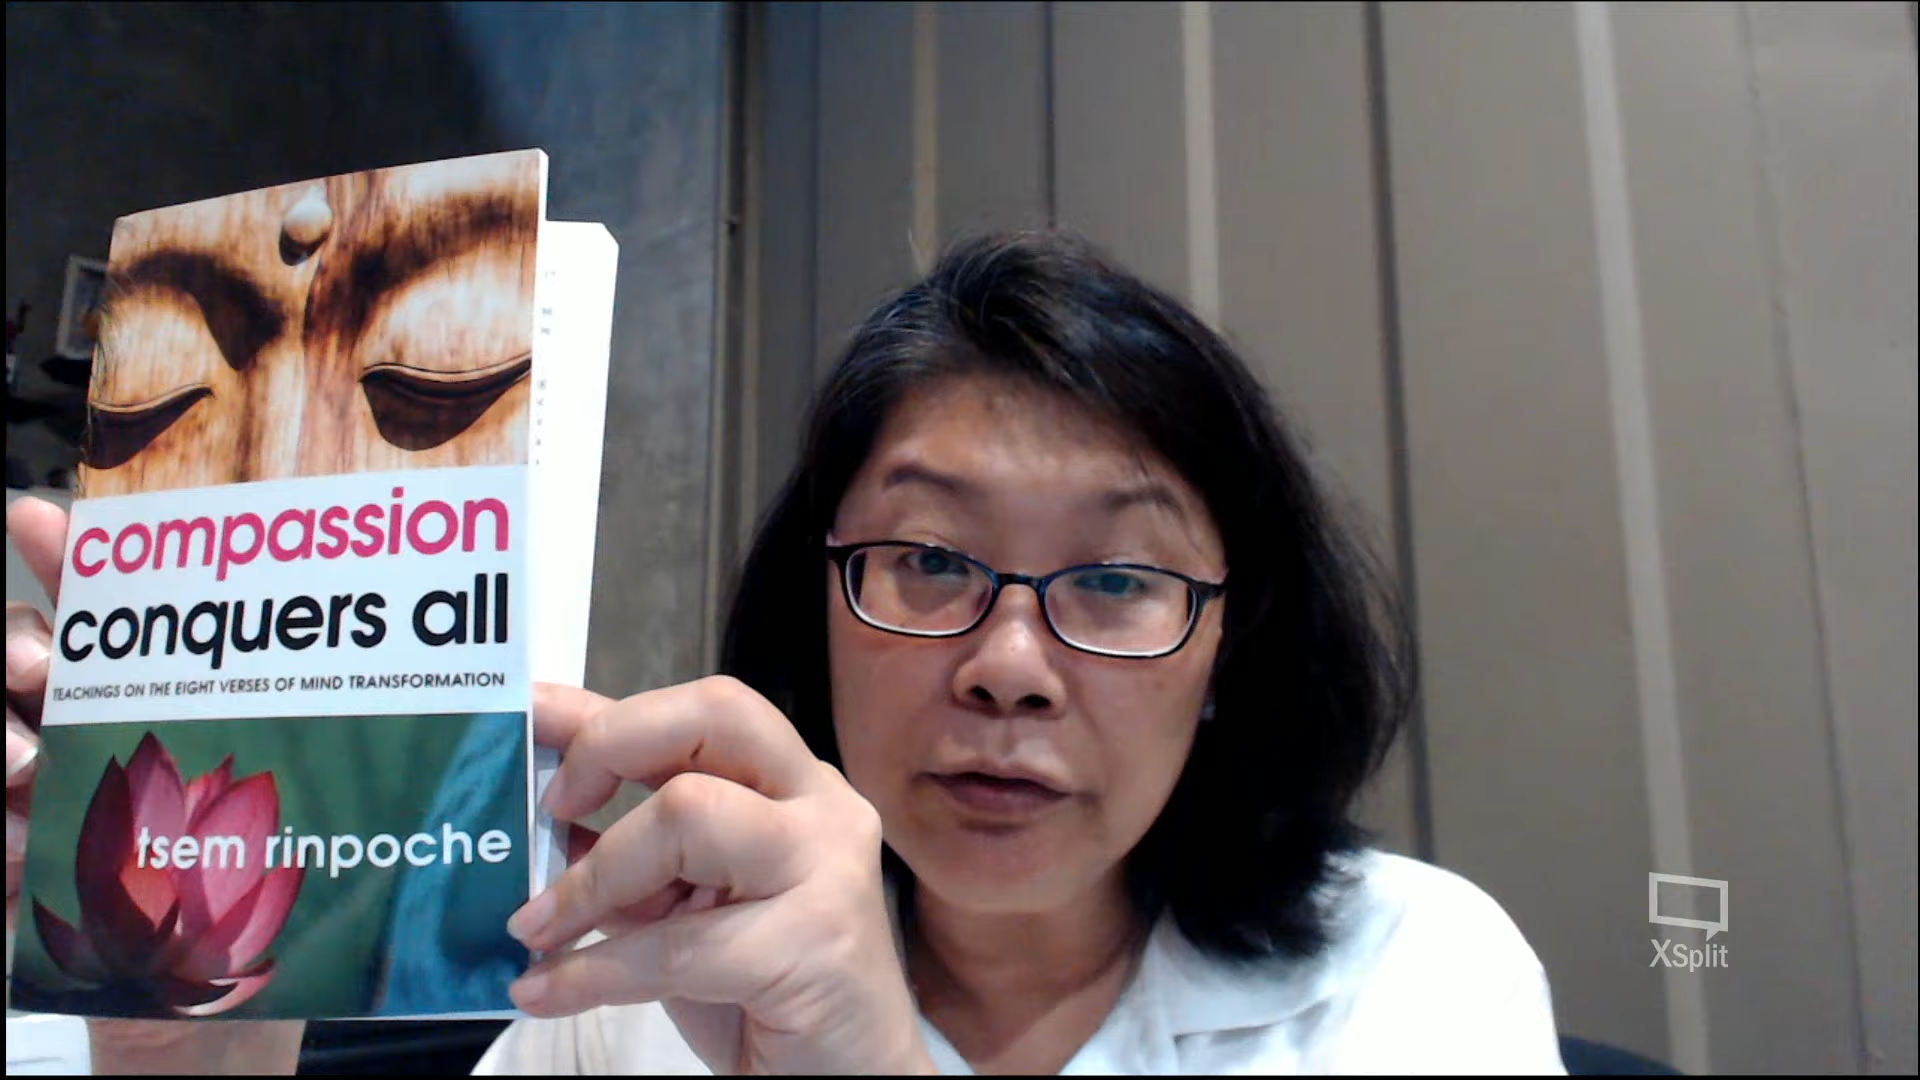 compassion
conquers all
TEACHINGS ON THE EIGHT VERSES OF MIND TRANSFORMATION
tsem rinpoche
XSplit